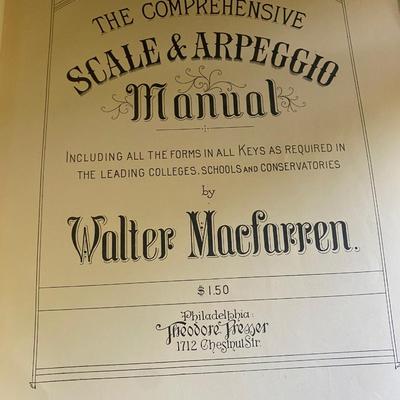 THE COMPREHENSIVE
SCALE & ARPEGGIO
Manual
INCLUDING ALL THE FORMS IN ALL KEYS AS REQUIRED IN
THE LEADING COLLEGES, SCHOOLS AND CONSERVATORIES
by
Walter Macfarren.
$1.50
Philadelphia:
Theodore Presser
1712 Chestnut Str.